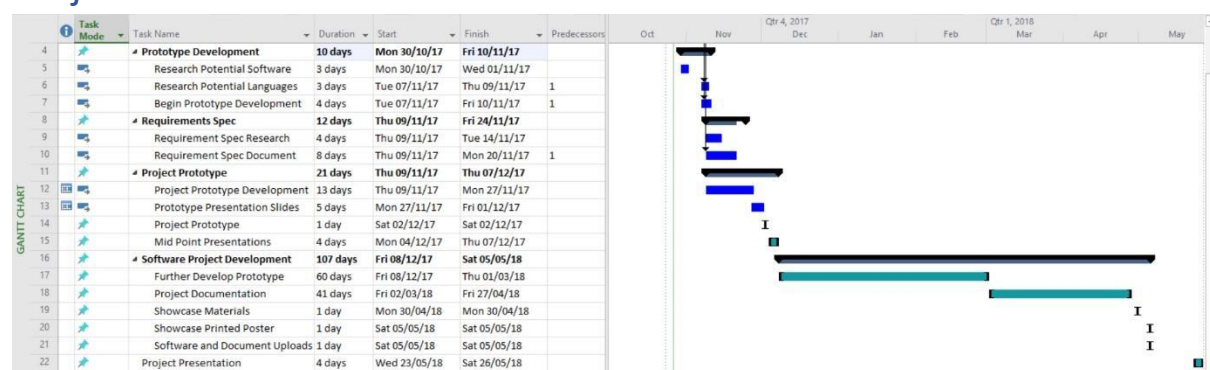 Qtr 4, 2017 Qtr 1, 2018
Task Mode Task Name Duration Start Finish Predecessors Oct Nov Dec Jan Feb Mar Apr May
4 Prototype Development 10 days Mon 30/10/17 Fri 10/11/17
5 Research Potential Software 3 days Mon 30/10/17 Wed 01/11/17
6 Research Potential Languages 3 days Tue 07/11/17 Thu 09/11/17 1
7 Begin Prototype Development 4 days Tue 07/11/17 Fri 10/11/17 1
8 Requirements Spec 12 days Thu 09/11/17 Fri 24/11/17
9 Requirement Spec Research 4 days Thu 09/11/17 Tue 14/11/17
10 Requirement Spec Document 8 days Thu 09/11/17 Mon 20/11/17 1
11 Project Prototype 21 days Thu 09/11/17 Thu 07/12/17
12 Project Prototype Development 13 days Thu 09/11/17 Mon 27/11/17
13 Prototype Presentation Slides 5 days Mon 27/11/17 Fri 01/12/17
14 Project Prototype 1 day Sat 02/12/17 Sat 02/12/17
15 Mid Point Presentations 4 days Mon 04/12/17 Thu 07/12/17
16 Software Project Development 107 days Fri 08/12/17 Sat 05/05/18
17 Further Develop Prototype 60 days Fri 08/12/17 Thu 01/03/18
18 Project Documentation 41 days Fri 02/03/18 Fri 27/04/18
19 Showcase Materials 1 day Mon 30/04/18 Mon 30/04/18
20 Showcase Printed Poster 1 day Sat 05/05/18 Sat 05/05/18
21 Software and Document Uploads 1 day Sat 05/05/18 Sat 05/05/18
22 Project Presentation 4 days Wed 23/05/18 Sat 26/05/18
GANTT CHART